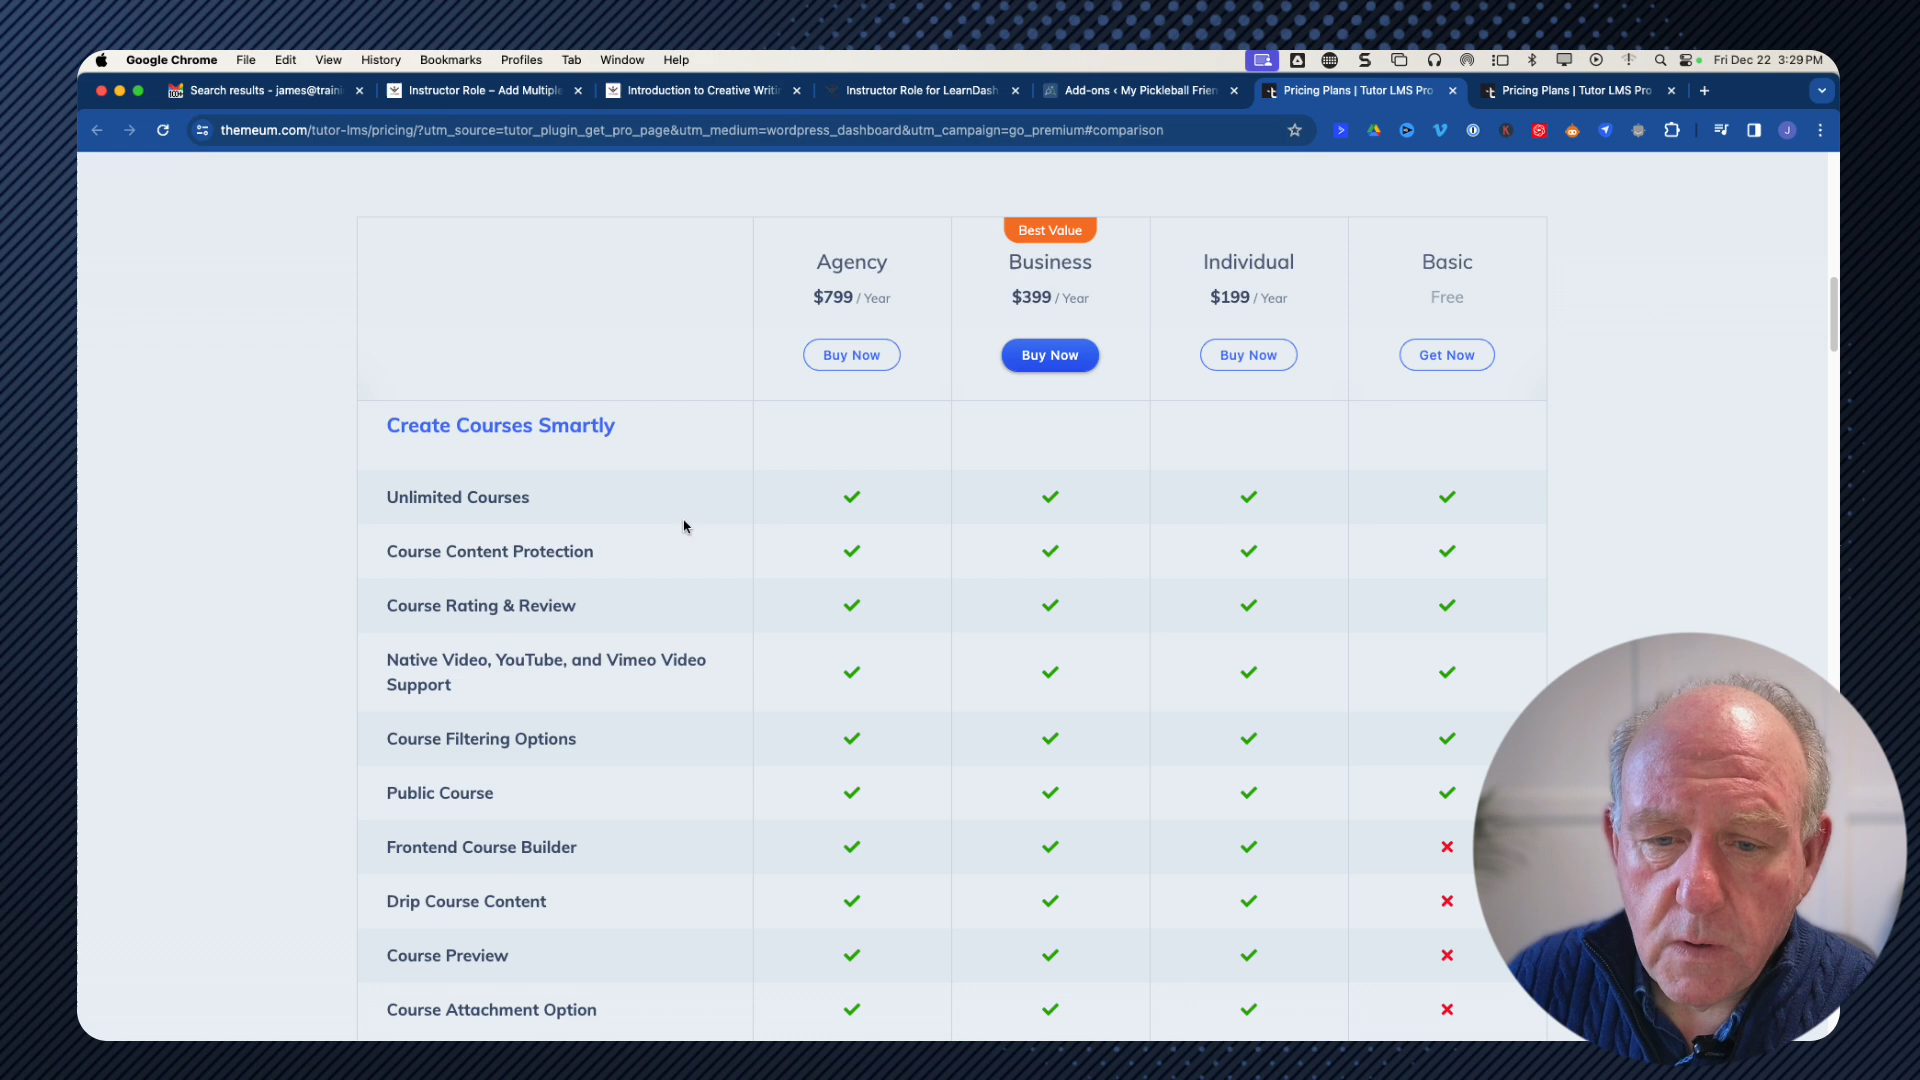 Google Chrome File Edit View History Bookmarks Profiles Tab Window Help Fri Dec 22 3:29 PM
Search results - james@traini Instructor Role – Add Multiple Introduction to Creative Writi Instructor Role for LearnDash Add-ons ‹ My Pickleball Frien Pricing Plans | Tutor LMS Pro Pricing Plans | Tutor LMS Pro
themeum.com/tutor-lms/pricing/?utm_source=tutor_plugin_get_pro_page&utm_medium=wordpress_dashboard&utm_campaign=go_premium#comparison
Best Value
Agency Business Individual Basic
$799 / Year $399 / Year $199 / Year Free
Buy Now Buy Now Buy Now Get Now
Create Courses Smartly
Unlimited Courses
Course Content Protection
Course Rating & Review
Native Video, YouTube, and Vimeo Video
Support
Course Filtering Options
Public Course
Frontend Course Builder
Drip Course Content
Course Preview
Course Attachment Option